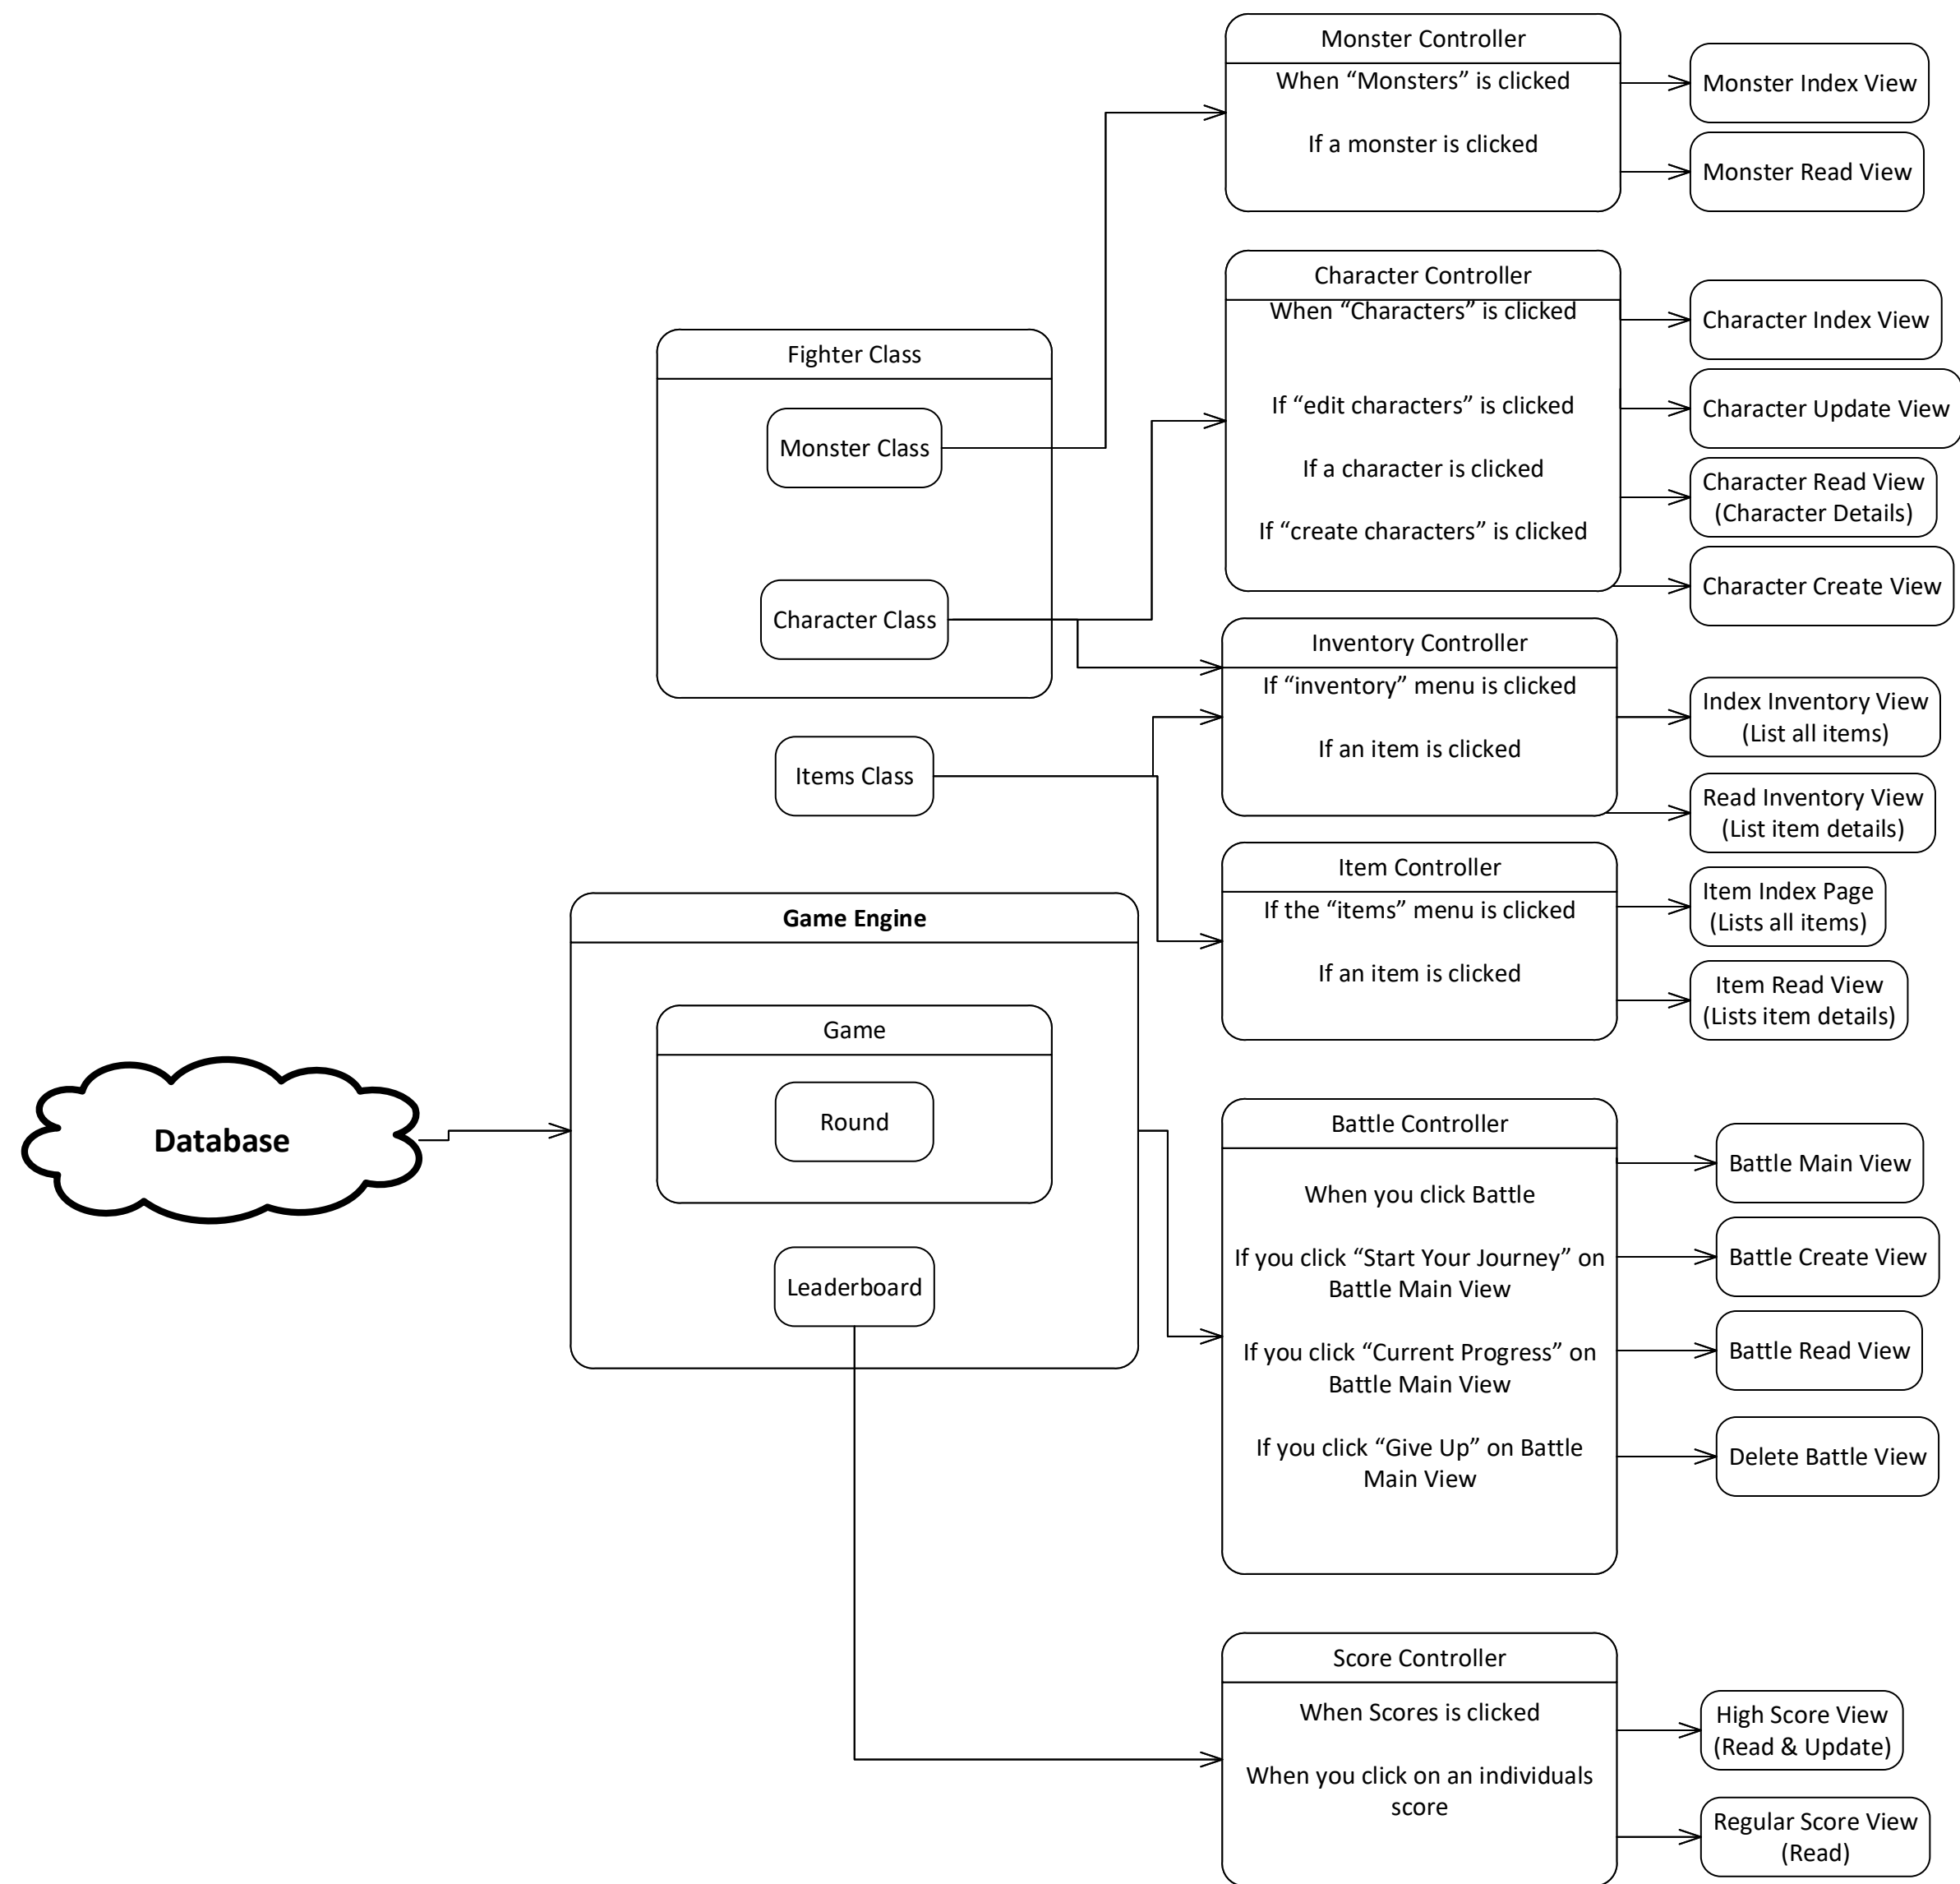 Monster Controller
When “Monsters” is clicked
If a monster is clicked
Monster Index View
Monster Read View
Character Controller
When “Characters” is clicked
If “edit characters” is clicked
If a character is clicked
If “create characters” is clicked
Character Index View
Character Update View
Character Read View
(Character Details)
Character Create View
Fighter Class
Monster Class
Character Class
Items Class
Inventory Controller
If “inventory” menu is clicked
If an item is clicked
Index Inventory View
(List all items)
Read Inventory View
(List item details)
Item Controller
If the “items” menu is clicked
If an item is clicked
Item Index Page
(Lists all items)
Item Read View
(Lists item details)
Database
Game Engine
Game
Round
Leaderboard
Battle Controller
When you click Battle
If you click “Start Your Journey” on
Battle Main View
If you click “Current Progress” on
Battle Main View
If you click “Give Up” on Battle
Main View
Battle Main View
Battle Create View
Battle Read View
Delete Battle View
Score Controller
When Scores is clicked
When you click on an individuals
score
High Score View
(Read & Update)
Regular Score View
(Read)